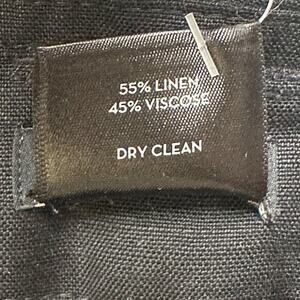 55% LINEN
45% VISCOSE
DRY CLEAN